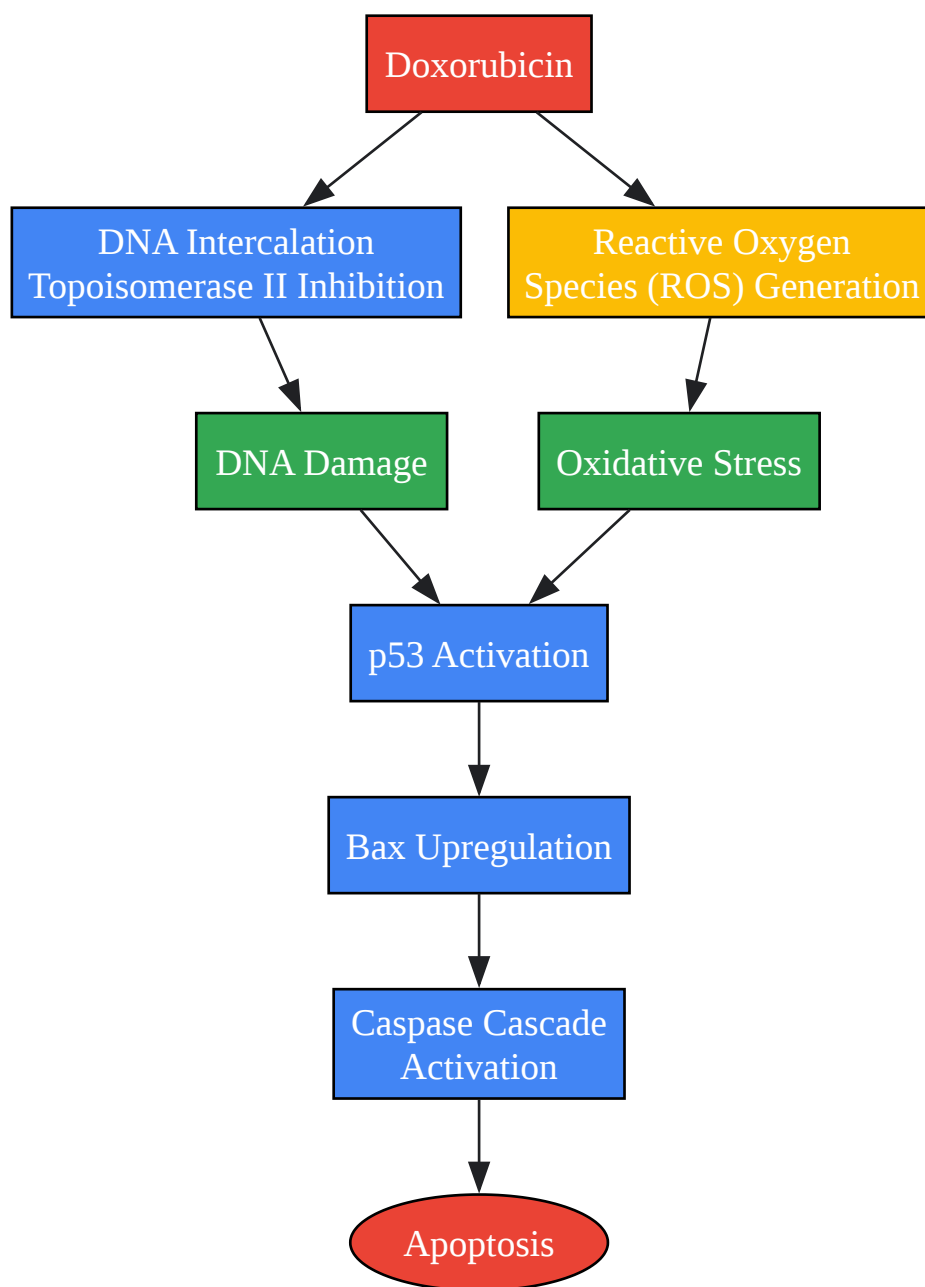 Doxorubicin
DNA Intercalation
Topoisomerase II Inhibition
Reactive Oxygen
Species (ROS) Generation
DNA Damage
Oxidative Stress
p53 Activation
Bax Upregulation
Caspase Cascade
Activation
Apoptosis